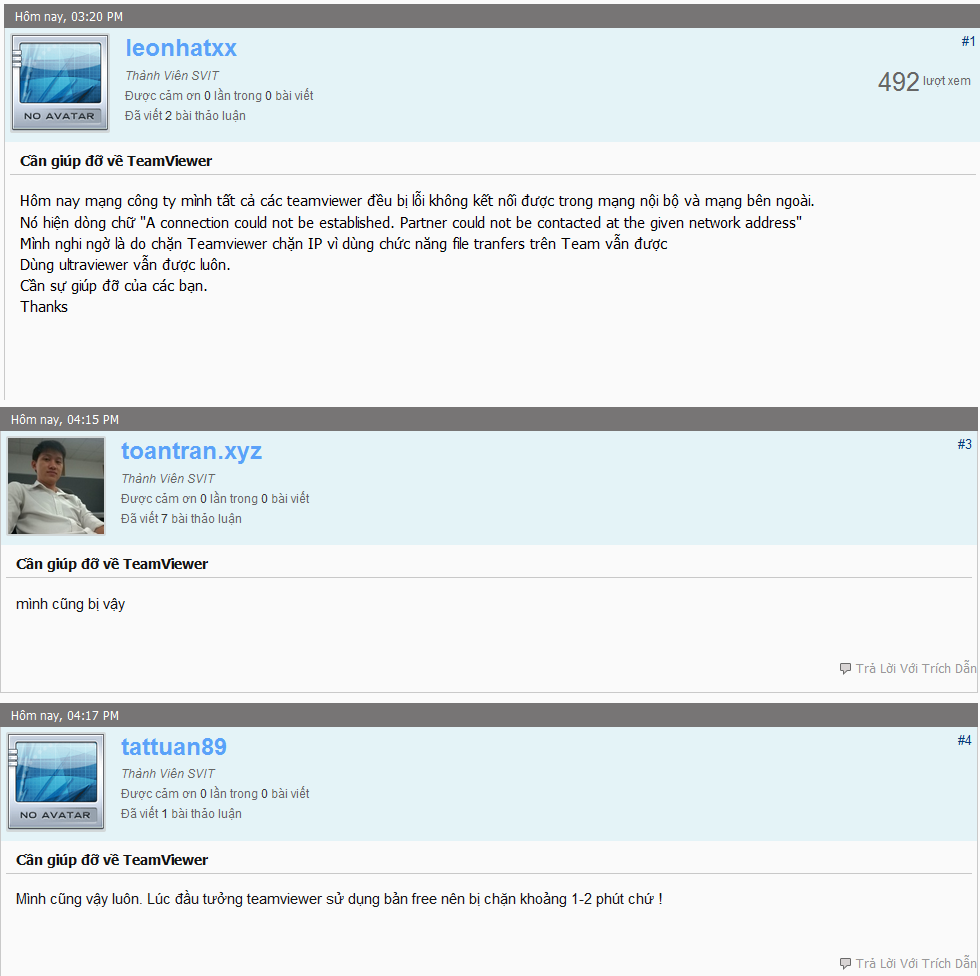 Hôm nay, 03:20 PM
leonhatxx
#1
Thành Viên SVIT
492 lượt xem
Được cảm ơn 0 lần trong 0 bài viết
Đã viết 2 bài thảo luận
NO AVATAR
Cần giúp đỡ về TeamViewer
Hôm nay mạng công ty mình tất cả các teamviewer đều bị lỗi không kết nối được trong mạng nội bộ và mạng bên ngoài.
Nó hiện dòng chữ "A connection could not be established. Partner could not be contacted at the given network address"
Mình nghi ngờ là do chặn Teamviewer chặn IP vì dùng chức năng file tranfers trên Team vẫn được
Dùng ultraviewer vẫn được luôn.
Cần sự giúp đỡ của các bạn.
Thanks
Hôm nay, 04:15 PM
toantran.xyz
#3
Thành Viên SVIT
Được cảm ơn 0 lần trong 0 bài viết
Đã viết 7 bài thảo luận
Cần giúp đỡ về TeamViewer
mình cũng bị vậy
Trả Lời Với Trích Dẫn
Hôm nay, 04:17 PM
tattuan89
#4
Thành Viên SVIT
Được cảm ơn 0 lần trong 0 bài viết
Đã viết 1 bài thảo luận
NO AVATAR
Cần giúp đỡ về TeamViewer
Mình cũng vậy luôn. Lúc đầu tưởng teamviewer sử dụng bản free nên bị chặn khoảng 1-2 phút chứ !
Trả Lời Với Trích Dẫn